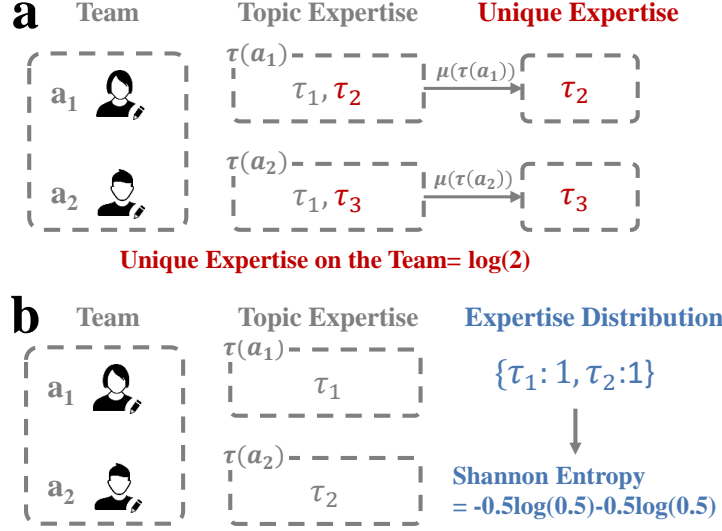 a
Team Topic Expertise Unique Expertise
τ(a₁)
a₁ τ₁, τ₂ μ(τ(a₁)) τ₂
τ(a₂)
a₂ τ₁, τ₃ μ(τ(a₂)) τ₃
Unique Expertise on the Team= log(2)
b
Team Topic Expertise Expertise Distribution
τ(a₁)
a₁ τ₁ {τ₁: 1, τ₂:1}
τ(a₂)
a₂ τ₂ Shannon Entropy
= -0.5log(0.5)-0.5log(0.5)